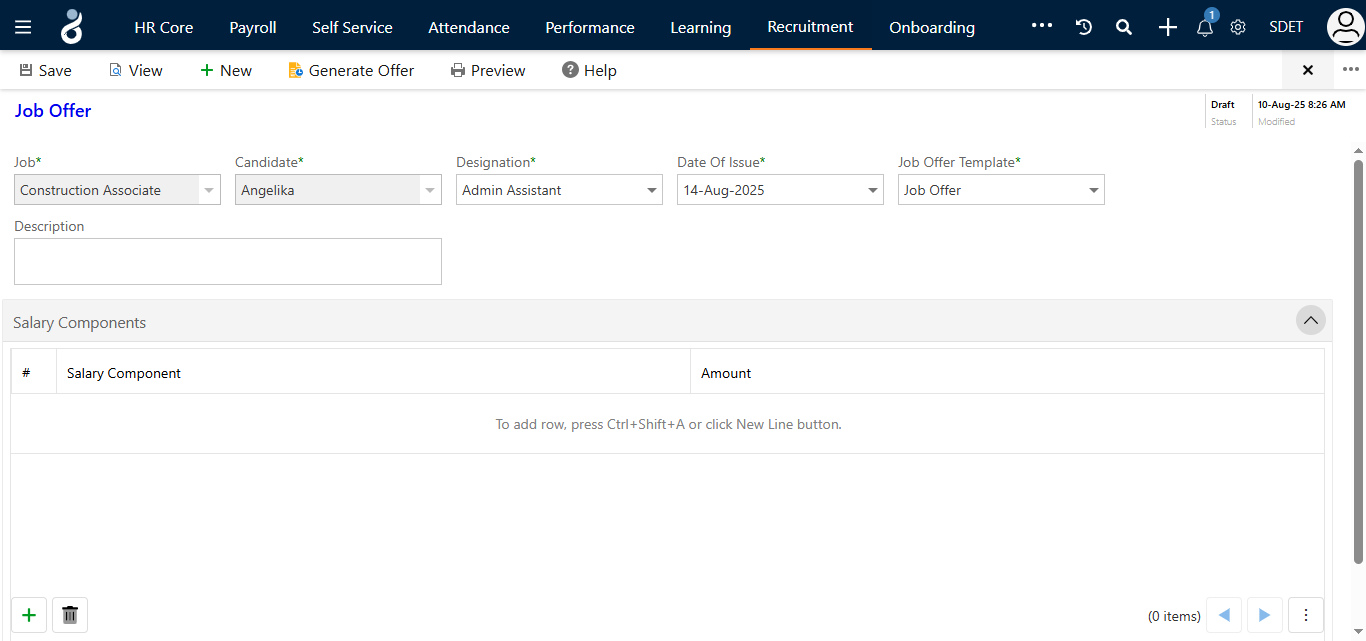 HR Core Payroll Self Service Attendance Performance Learning Recruitment Onboarding ... 1 SDET
Save View + New Generate Offer Preview ? Help × ...
Job Offer
Draft 10-Aug-25 8:26 AM
Status Modified
Job* Candidate* Designation* Date Of Issue* Job Offer Template*
Construction Associate Angelika Admin Assistant 14-Aug-2025 Job Offer
Description
Salary Components
# Salary Component Amount
To add row, press Ctrl+Shift+A or click New Line button.
(0 items)